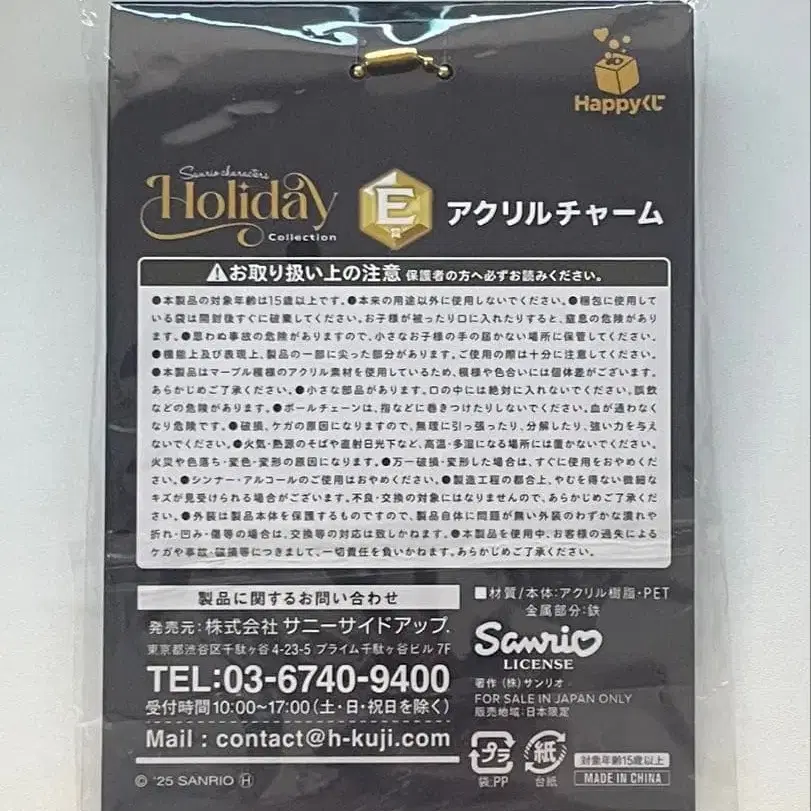 Happyくじ
Sanrio characters
Holiday
Collection
E賞 アクリルチャーム
⚠お取り扱い上の注意 保護者の方へ必ずお読みください。
●本製品の対象年齢は15歳以上です。●本来の用途以外に使用しないでください。●梱包に使用して
いる袋は開封後すぐに破棄してください。お子様が被ったり口に入れたりすると、窒息の危険があり
ます。●思わぬ事故の危険がありますので、小さなお子様の手の届かない場所に保管してください。
●機能上及び表現上、製品の一部に尖った部分があります。ご使用の際は十分に注意してください。
●本製品はマーブル模様のアクリル素材を使用しているため、模様や色合いには個体差がございます。
あらかじめご了承ください。●小さな部品があります。口の中には絶対に入れないでください。誤飲
などの危険があります。●ボールチェーンは、指などに巻きつけたりしないでください。血が通わなく
なり危険です。●破損、ケガの原因になりますので、無理に引っ張ったり、分解したり、強い力を与え
ないでください。●火気・熱源のそばや直射日光下など、高温・多湿になる場所には置かないでください。
火災や色落ち・変色・変形の原因になります。●万一破損・変形した場合は、すぐに使用をおやめくだ
さい。●シンナー・アルコールのご使用はおやめください。●製造工程の都合上、やむを得ない微細な
キズが見受けられる場合がございます。不良・交換の対象にはなりませんので、あらかじめご了承くだ
さい。●外装は製品本体を保護するものですので、製品自体に問題が無い外装のわずかな潰れや
折れ・凹み・傷等の場合は、交換等の対応は致しかねます。●本製品を使用中、お客様の過失による
ケガや事故・破損等につきまして、一切責任を負いかねます。あらかじめご了承ください。
製品に関するお問い合わせ
発売元:株式会社 サニーサイドアップ.
東京都渋谷区千駄ヶ谷4-23-5 プライム千駄ヶ谷ビル 7F
TEL:03-6740-9400
受付時間10:00~17:00(土・日・祝日を除く)
Mail : contact@h-kuji.com
© '25 SANRIO Ⓗ
■材質/本体:アクリル樹脂・PET
金属部分:鉄
Sanrio
LICENSE
著作 (株) サンリオ
FOR SALE IN JAPAN ONLY
販売地域:日本限定
プラ
袋:PP
紙
台紙
対象年齢15歳以上
MADE IN CHINA